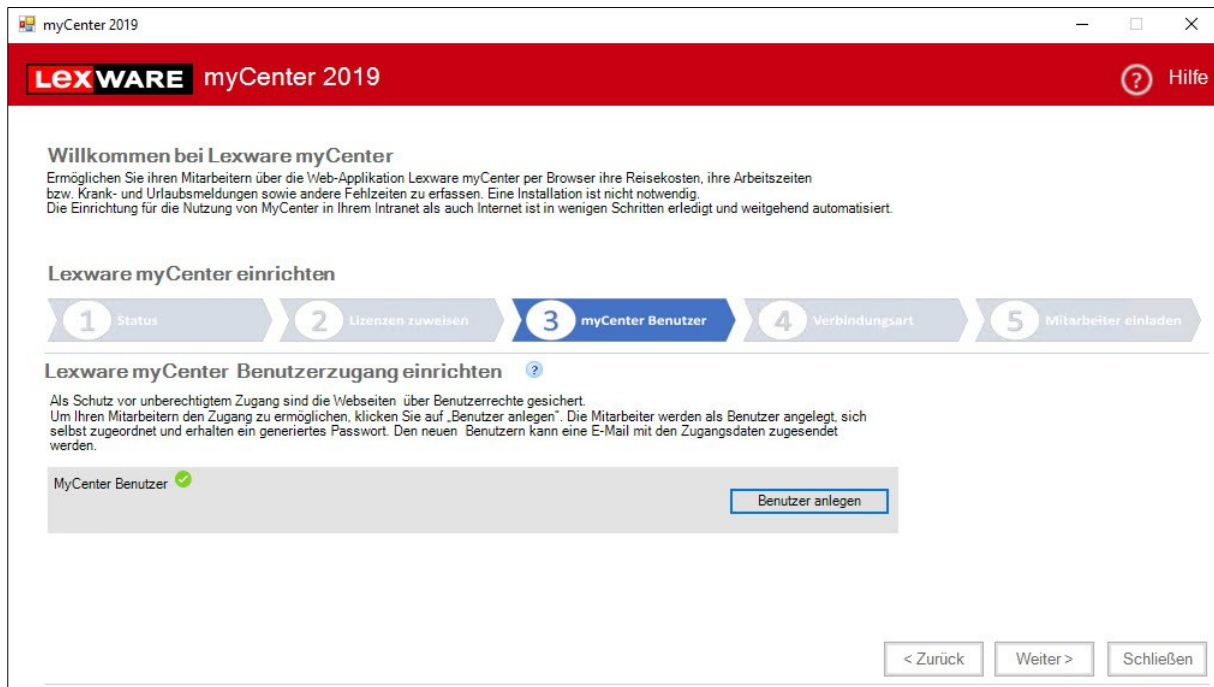 myCenter 2019
LEXWARE myCenter 2019
? Hilfe
Willkommen bei Lexware myCenter
Ermöglichen Sie ihren Mitarbeitern über die Web-Applikation Lexware myCenter per Browser ihre Reisekosten, ihre Arbeitszeiten
bzw. Krank- und Urlaubsmeldungen sowie andere Fehlzeiten zu erfassen. Eine Installation ist nicht notwendig.
Die Einrichtung für die Nutzung von MyCenter in Ihrem Intranet als auch Internet ist in wenigen Schritten erledigt und weitgehend automatisiert.
Lexware myCenter einrichten
1 Status
2 Lizenzen zuweisen
3 myCenter Benutzer
4 Verbindungsart
5 Mitarbeiter einladen
Lexware myCenter Benutzerzugang einrichten ?
Als Schutz vor unberechtigtem Zugang sind die Webseiten über Benutzerrechte gesichert.
Um Ihren Mitarbeitern den Zugang zu ermöglichen, klicken Sie auf „Benutzer anlegen". Die Mitarbeiter werden als Benutzer angelegt, sich
selbst zugeordnet und erhalten ein generiertes Passwort. Den neuen Benutzern kann eine E-Mail mit den Zugangsdaten zugesendet
werden.
MyCenter Benutzer
Benutzer anlegen
< Zurück
Weiter >
Schließen